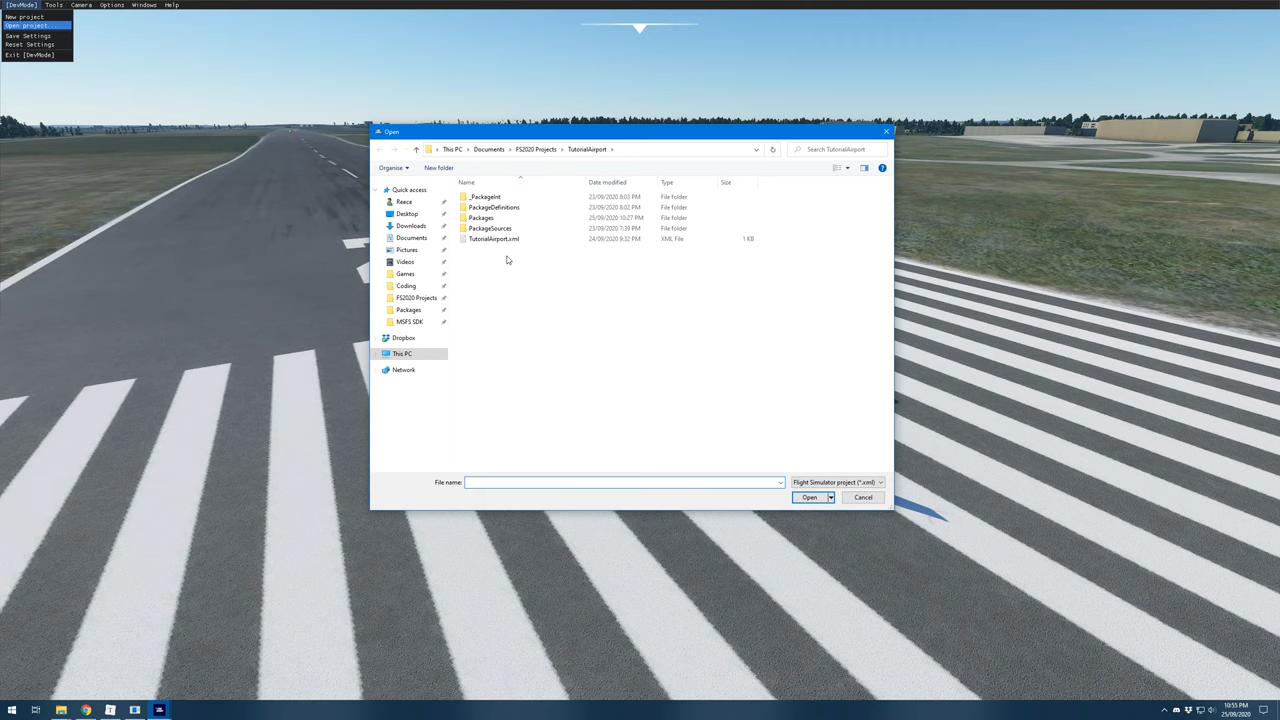 [DevMode] Tools Camera Options Windows Help
New project
Open project...
Save Settings
Reset Settings
Exit [DevMode]
Open
This PC > Documents > FS2020 Projects > TutorialAirport >
Search TutorialAirport
Organise New folder
Name Date modified Type Size
Quick access
Reece
Desktop
Downloads
Documents
Pictures
Videos
Games
Coding
FS2020 Projects
Packages
MSFS SDK
Dropbox
This PC
Network
_PackageInt 23/09/2020 8:03 PM File folder
PackageDefinitions 23/09/2020 8:02 PM File folder
Packages 25/09/2020 10:27 PM File folder
PackageSources 23/09/2020 7:39 PM File folder
TutorialAirport.xml 24/09/2020 9:32 PM XML File 1 KB
File name: Flight Simulator project (*.xml)
Open Cancel
10:55 PM
25/09/2020